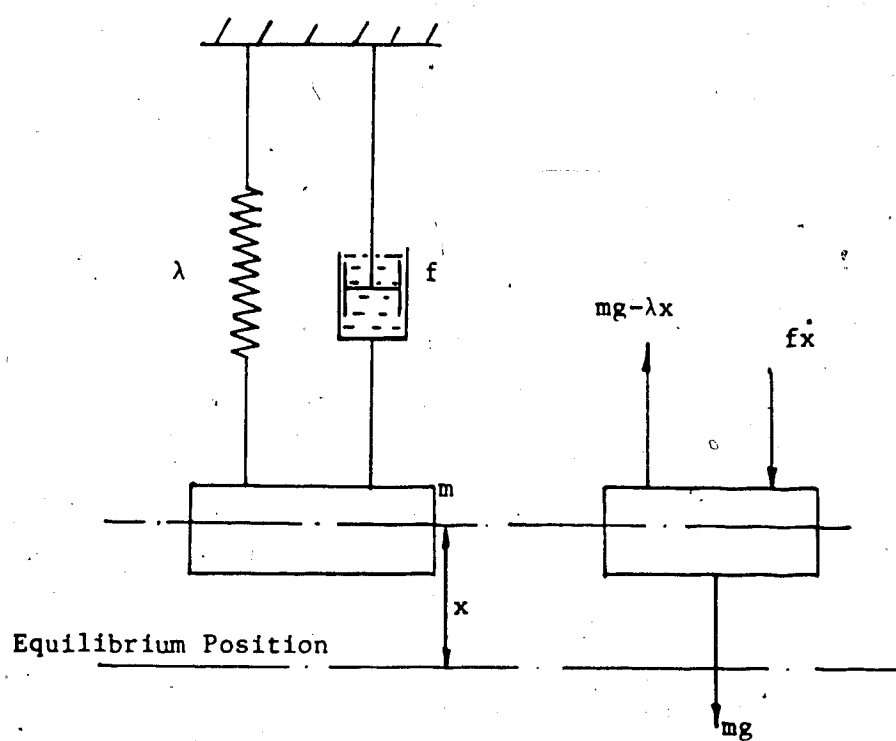 λ
f
mg-λx
fẋ
m
x
Equilibrium Position
mg